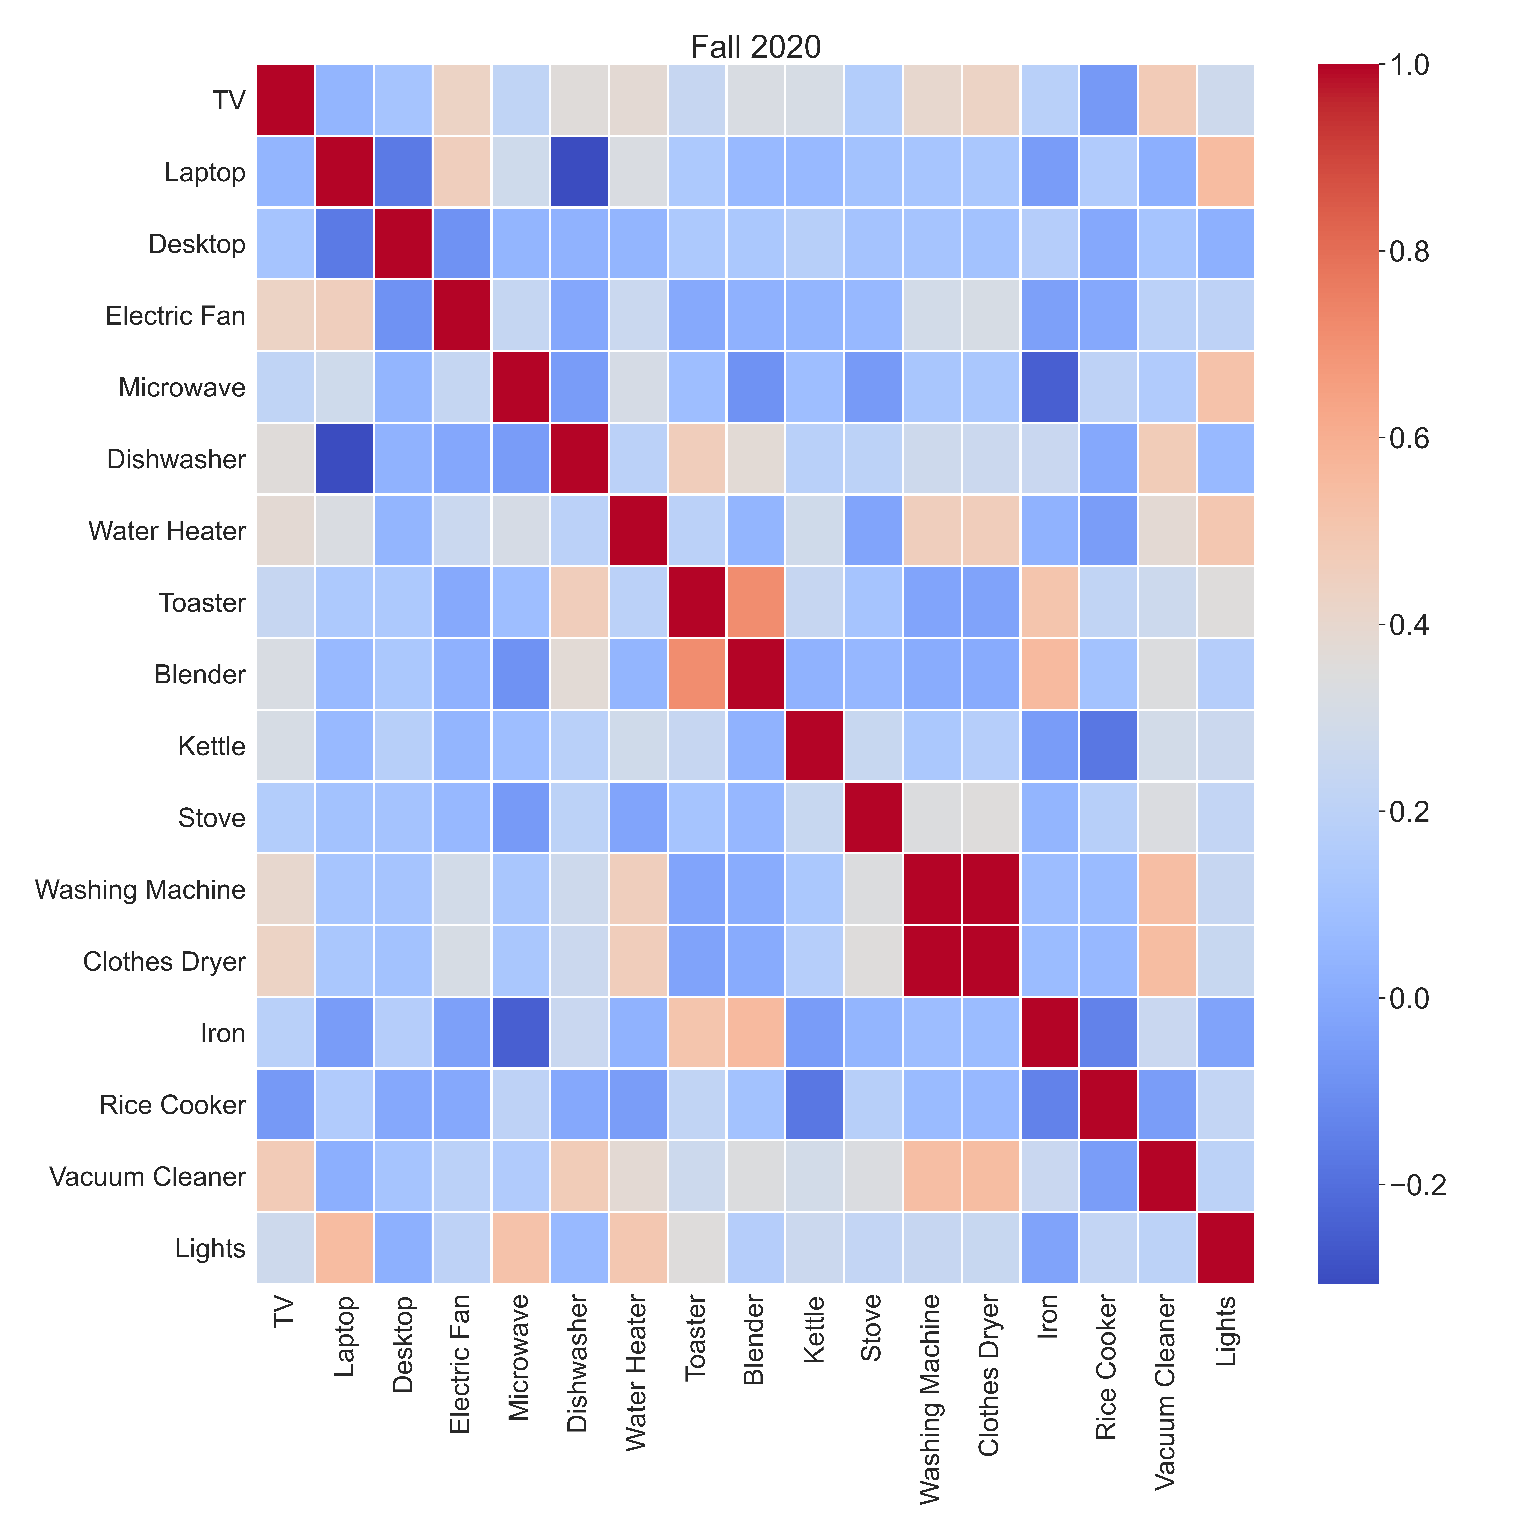 Fall 2020
TV
Laptop
Desktop
Electric Fan
Microwave
Dishwasher
Water Heater
Toaster
Blender
Kettle
Stove
Washing Machine
Clothes Dryer
Iron
Rice Cooker
Vacuum Cleaner
Lights
TV
Laptop
Desktop
Electric Fan
Microwave
Dishwasher
Water Heater
Toaster
Blender
Kettle
Stove
Washing Machine
Clothes Dryer
Iron
Rice Cooker
Vacuum Cleaner
Lights
1.0
0.8
0.6
0.4
0.2
0.0
−0.2